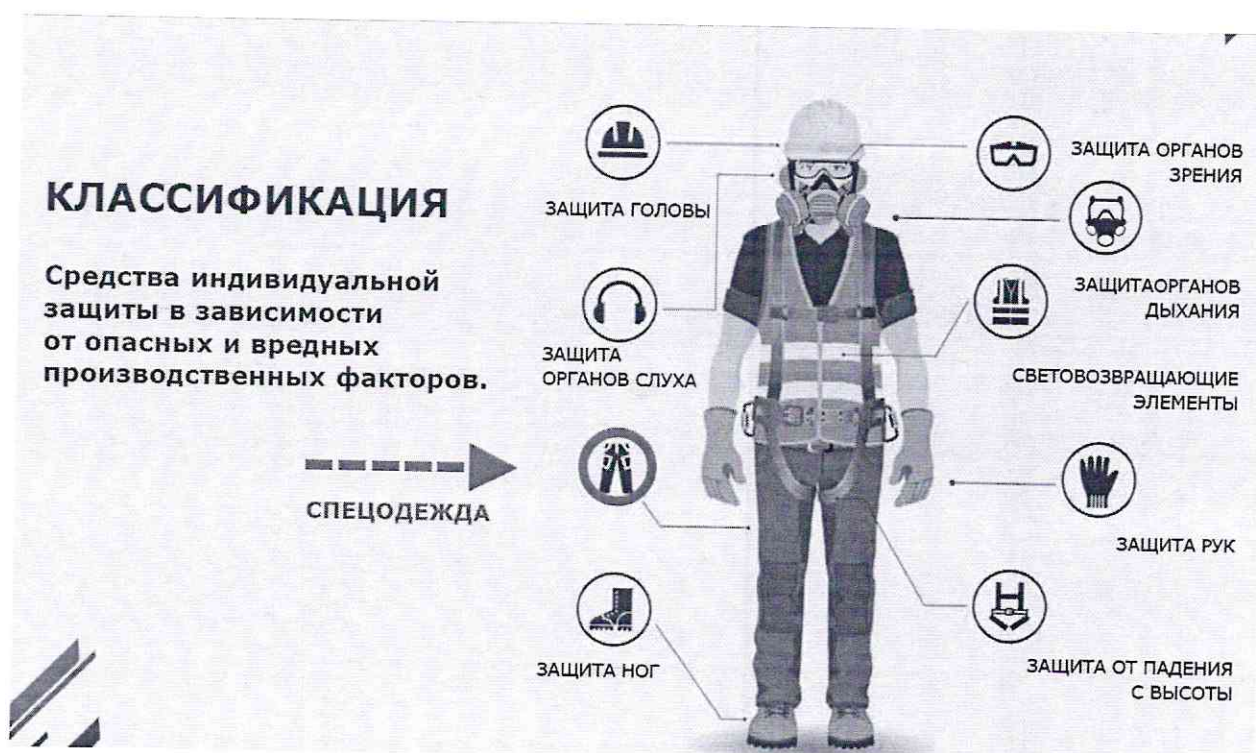 КЛАССИФИКАЦИЯ
Средства индивидуальной
защиты в зависимости
от опасных и вредных
производственных факторов.
СПЕЦОДЕЖДА
ЗАЩИТА ГОЛОВЫ
ЗАЩИТА
ОРГАНОВ СЛУХА
ЗАЩИТА НОГ
ЗАЩИТА ОРГАНОВ
ЗРЕНИЯ
ЗАЩИТАОРГАНОВ
ДЫХАНИЯ
СВЕТОВОЗВРАЩАЮЩИЕ
ЭЛЕМЕНТЫ
ЗАЩИТА РУК
ЗАЩИТА ОТ ПАДЕНИЯ
С ВЫСОТЫ